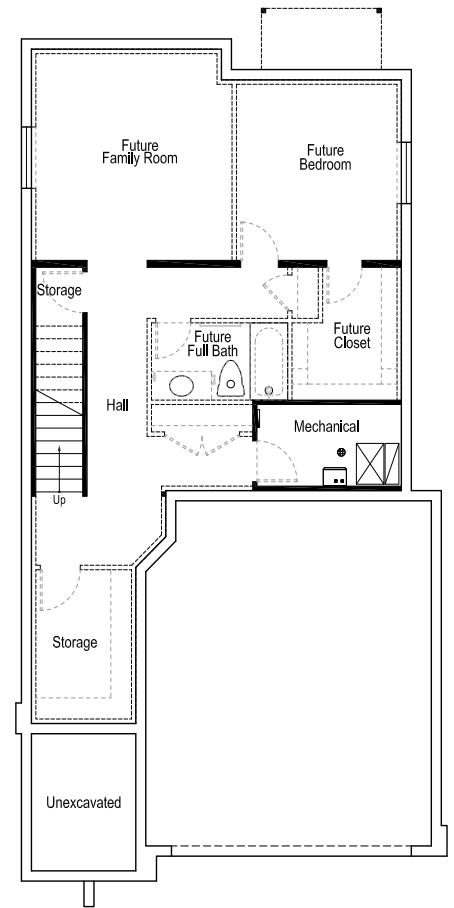 Future
Family Room
Future
Bedroom
Storage
Future
Full Bath
Future
Closet
Hall
Mechanical
Up
Storage
Unexcavated